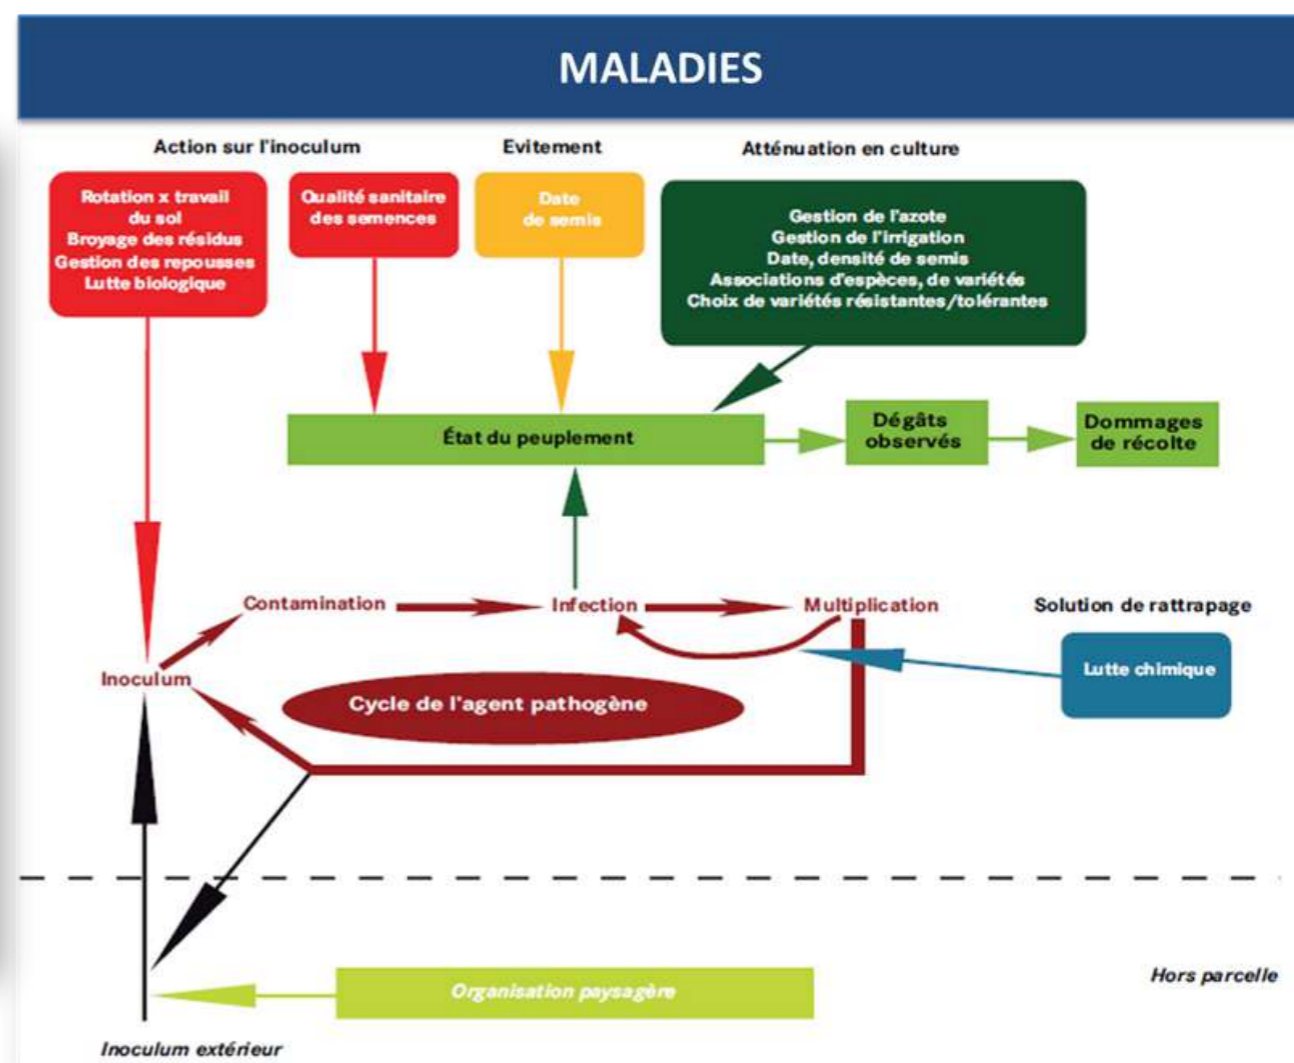 MALADIES
Action sur l'inoculum
Evitement
Atténuation en culture
Rotation x travail
du sol
Broyage des résidus
Gestion des repousses
Lutte biologique
Qualité sanitaire
des semences
Date
de semis
Gestion de l'azote
Gestion de l'irrigation
Date, densité de semis
Associations d'espèces, de variétés
Choix de variétés résistantes/tolérantes
État du peuplement
Dégâts
observés
Dommages
de récolte
Contamination
Infection
Multiplication
Solution de rattrapage
Inoculum
Lutte chimique
Cycle de l'agent pathogène
Organisation paysagère
Hors parcelle
Inoculum extérieur